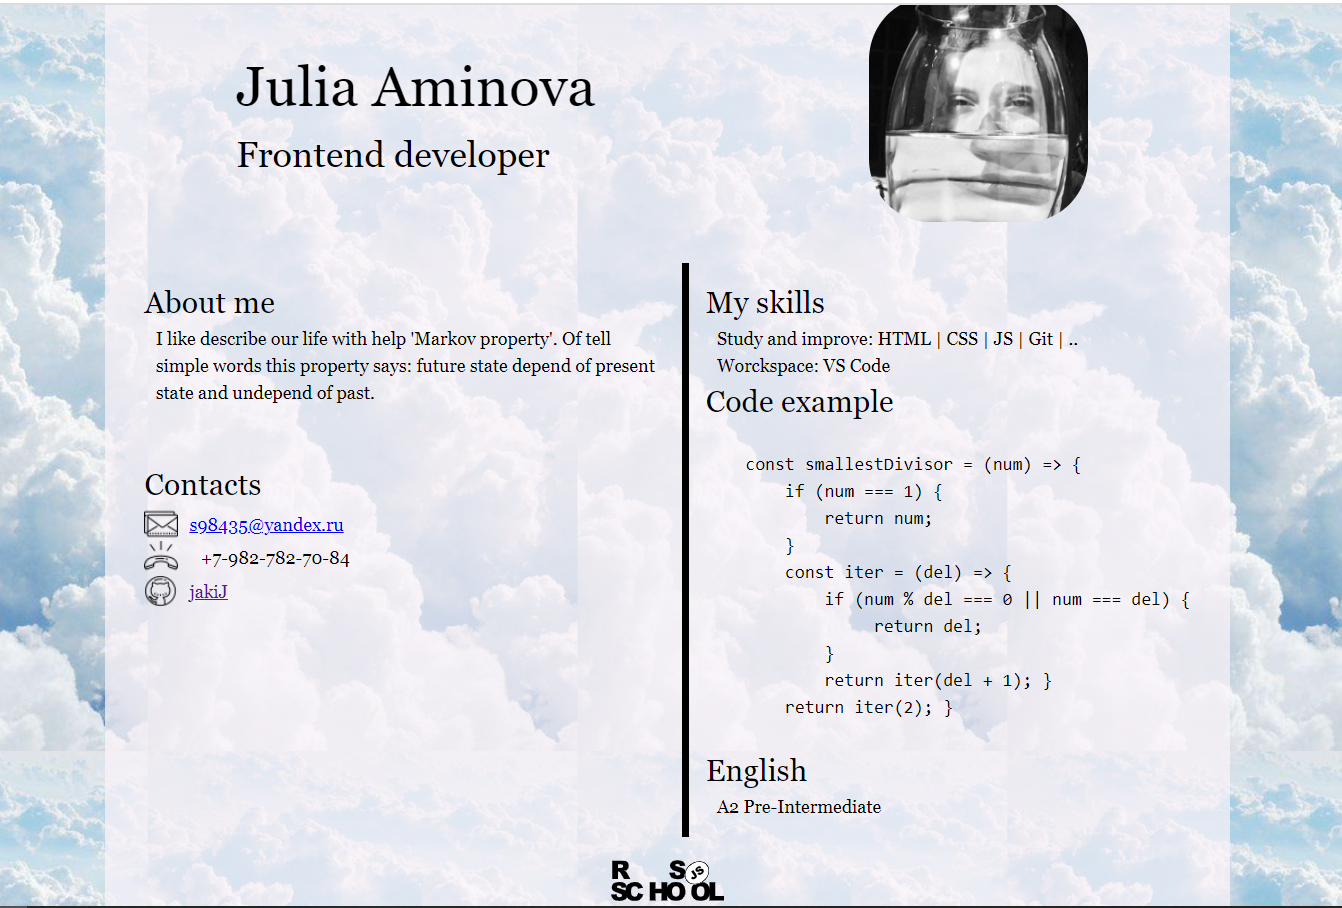 Julia Aminova
Frontend developer
About me
I like describe our life with help 'Markov property'. Of tell
simple words this property says: future state depend of present
state and undepend of past.
Contacts
s98435@yandex.ru
+7-982-782-70-84
jakiJ
My skills
Study and improve: HTML | CSS | JS | Git | ..
Worckspace: VS Code
Code example
const smallestDivisor = (num) => {
    if (num === 1) {
        return num;
    }
    const iter = (del) => {
        if (num % del === 0 || num === del) {
             return del;
        }
        return iter(del + 1); }
    return iter(2); }
English
A2 Pre-Intermediate
R S JS
SCHOOL